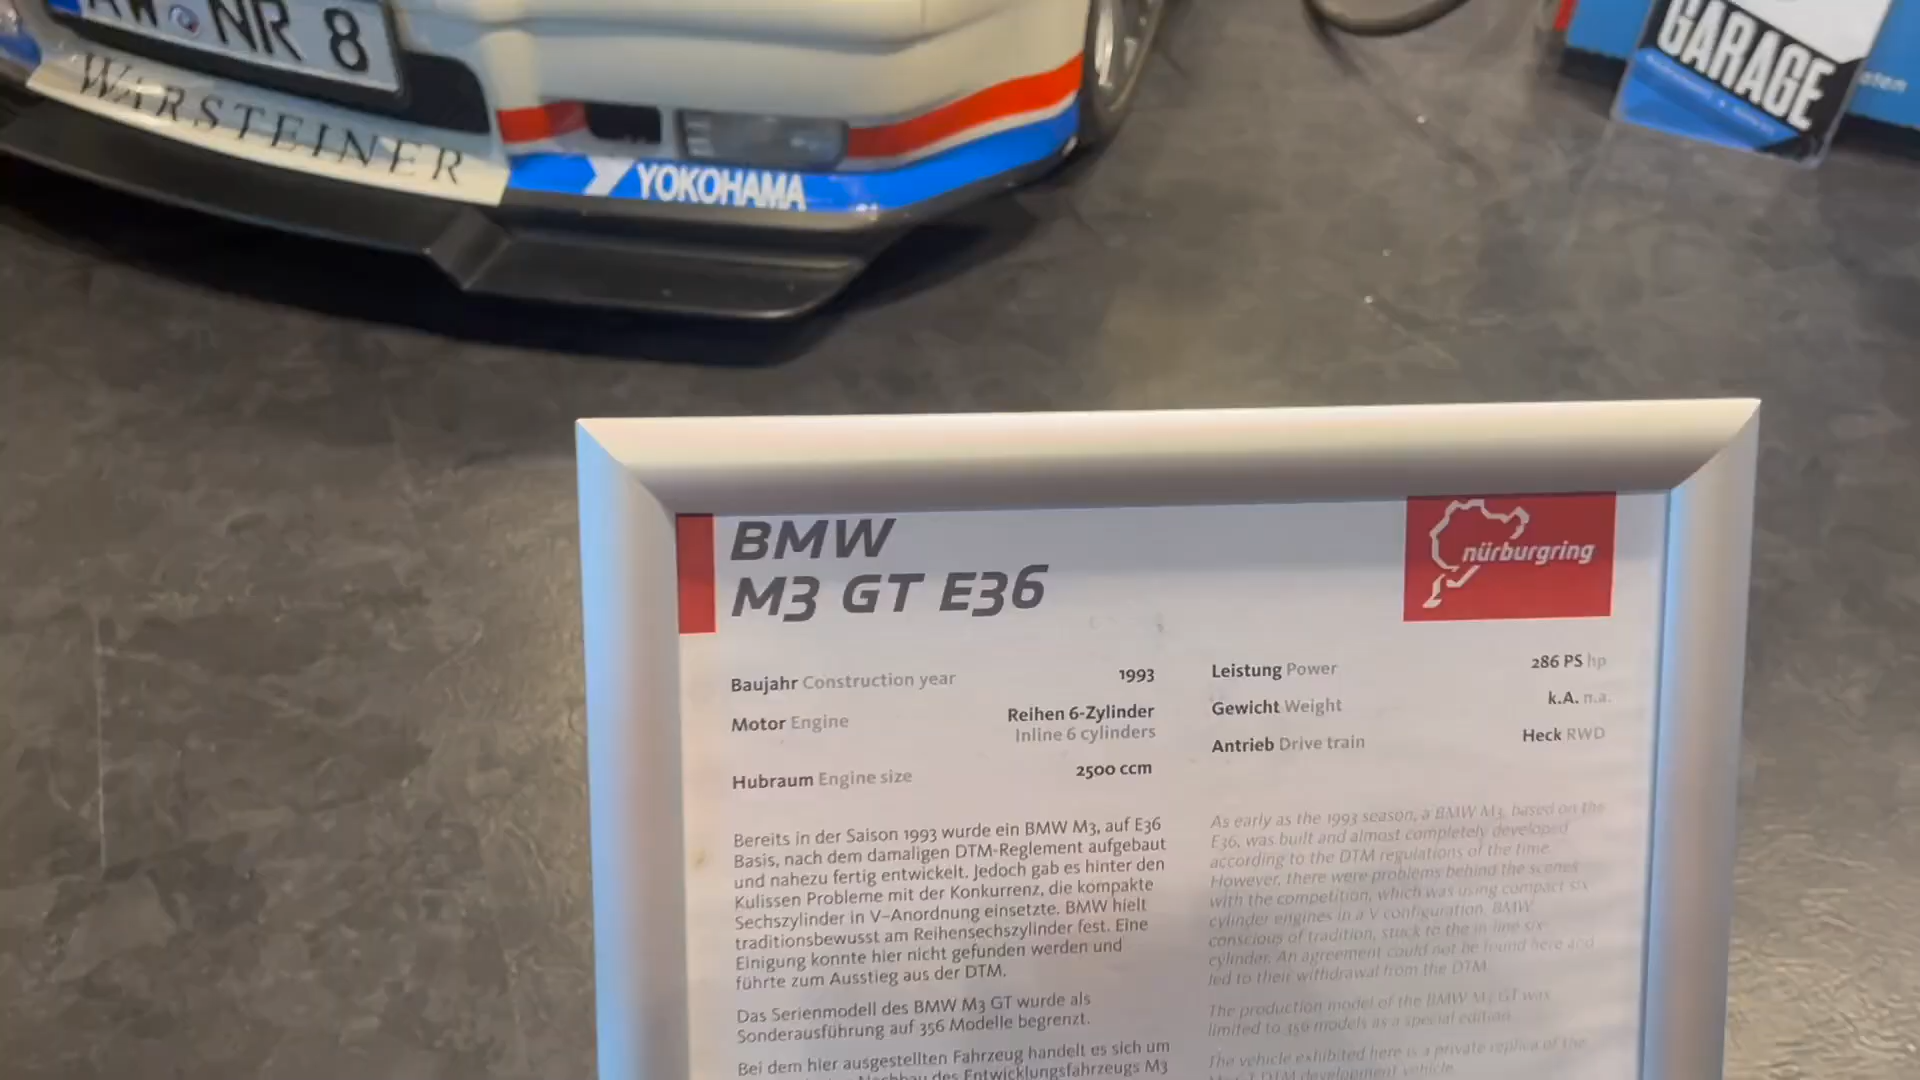 NR 8
WARSTEINER
YOKOHAMA
GARAGE
BMW
M3 GT E36
nürburgring
Baujahr Construction year 1993
Motor Engine Reihen 6-Zylinder
Inline 6 cylinders
Hubraum Engine size 2500 ccm
Leistung Power 286 PS hp
Gewicht Weight k.A. n.a.
Antrieb Drive train Heck RWD
Bereits in der Saison 1993 wurde ein BMW M3, auf E36
Basis, nach dem damaligen DTM-Reglement aufgebaut
und nahezu fertig entwickelt. Jedoch gab es hinter den
Kulissen Probleme mit der Konkurrenz, die kompakte
Sechszylinder in V-Anordnung einsetzte. BMW hielt
traditionsbewusst am Reihensechszylinder fest. Eine
Einigung konnte hier nicht gefunden werden und
führte zum Ausstieg aus der DTM.
Das Serienmodell des BMW M3 GT wurde als
Sonderausführung auf 356 Modelle begrenzt.
Bei dem hier ausgestellten Fahrzeug handelt es sich um
Nachbau des Entwicklungsfahrzeugs M3
As early as the 1993 season, a BMW M3, based on the
E36, was built and almost completely developed
according to the DTM regulations of the time.
However, there were problems behind the scenes
with the competition, which was using compact six
cylinder engines in a V configuration. BMW,
conscious of tradition, stuck to the in-line six-
cylinder. An agreement could not be found here and
led to their withdrawal from the DTM.
The production model of the BMW M3 GT was
limited to 356 models as a special edition.
The vehicle exhibited here is a private replica of the
DTM development vehicle.